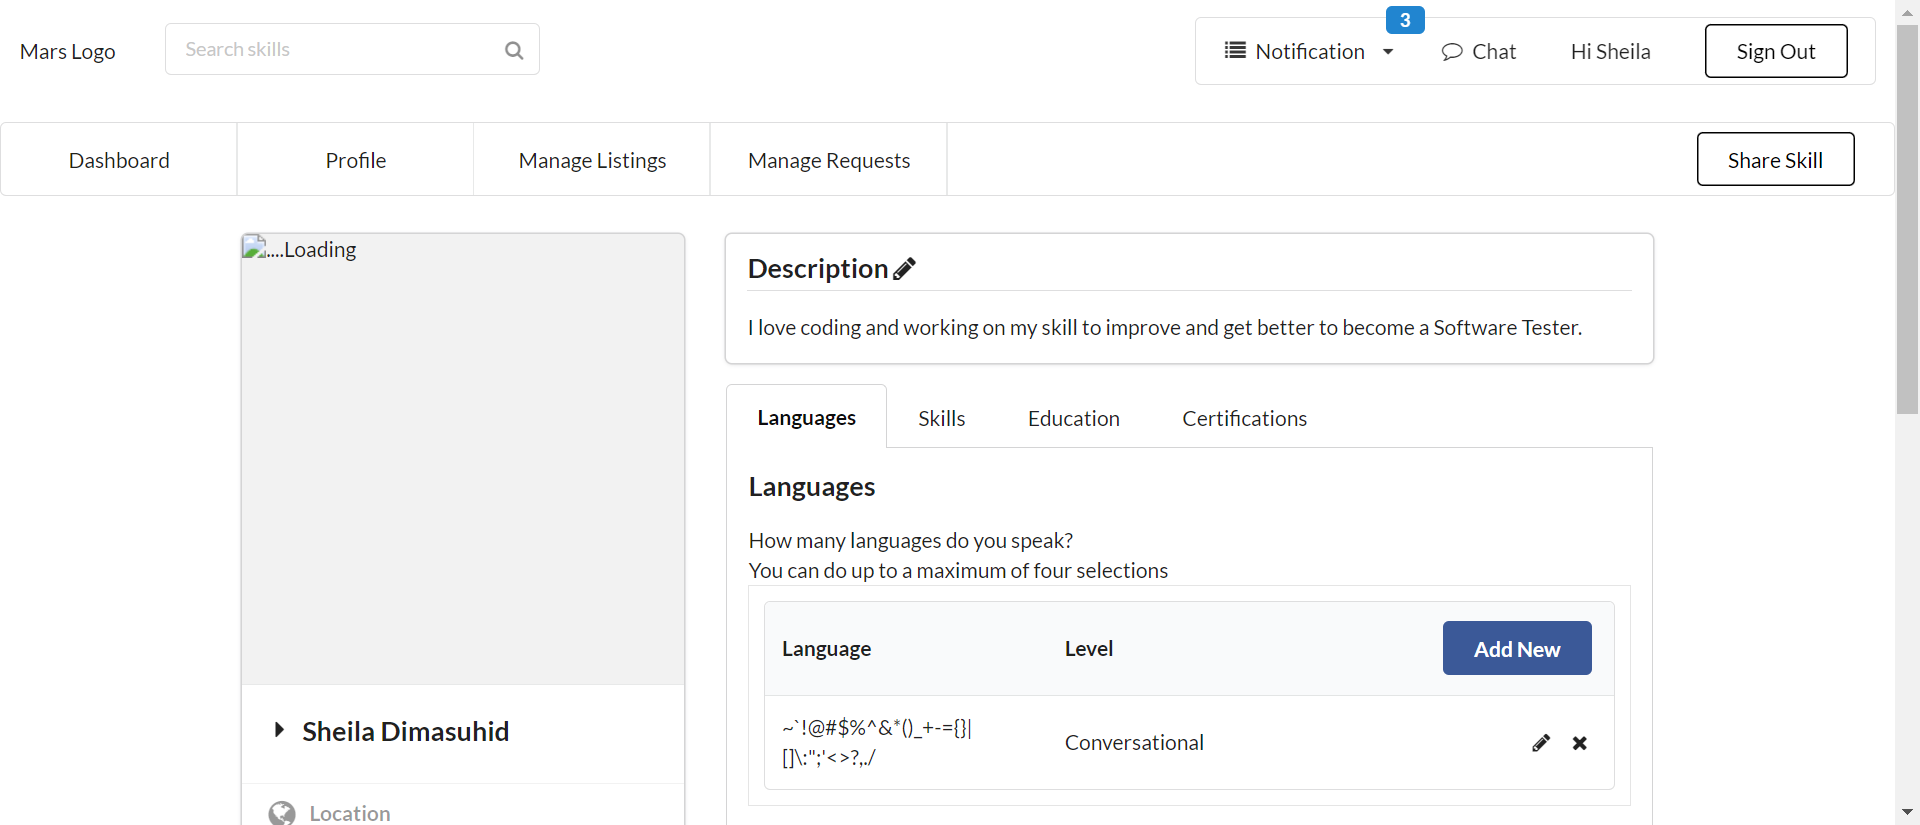 Mars Logo
Search skills
Notification
3
Chat
Hi Sheila
Sign Out
Dashboard
Profile
Manage Listings
Manage Requests
Share Skill
....Loading
Sheila Dimasuhid
Location
Description
I love coding and working on my skill to improve and get better to become a Software Tester.
Languages
Skills
Education
Certifications
Languages
How many languages do you speak?
You can do up to a maximum of four selections
Language
Level
Add New
~`!@#$%^&*()_+-={}|
[]\:";'<>?,./
Conversational